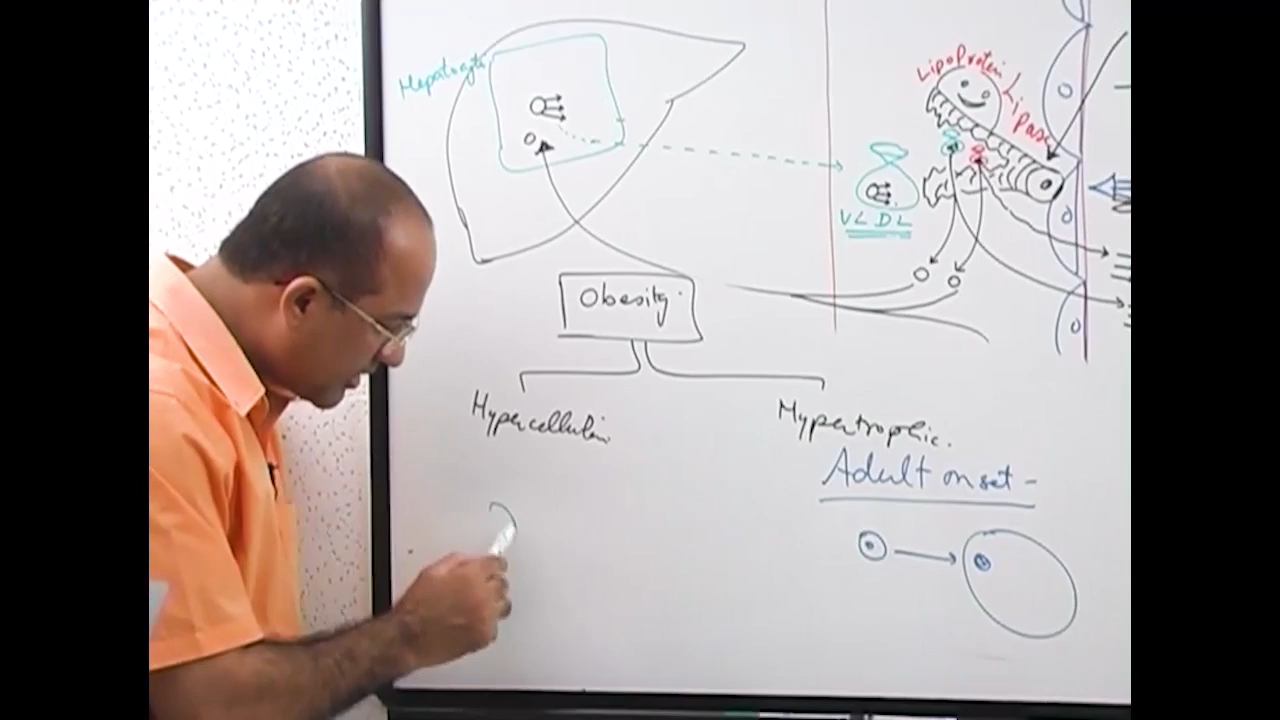 Hepatocyte
Lipoprotein Lipase
VLDL
Obesity
Hypercellular
Hypertrophic.
Adult onset -